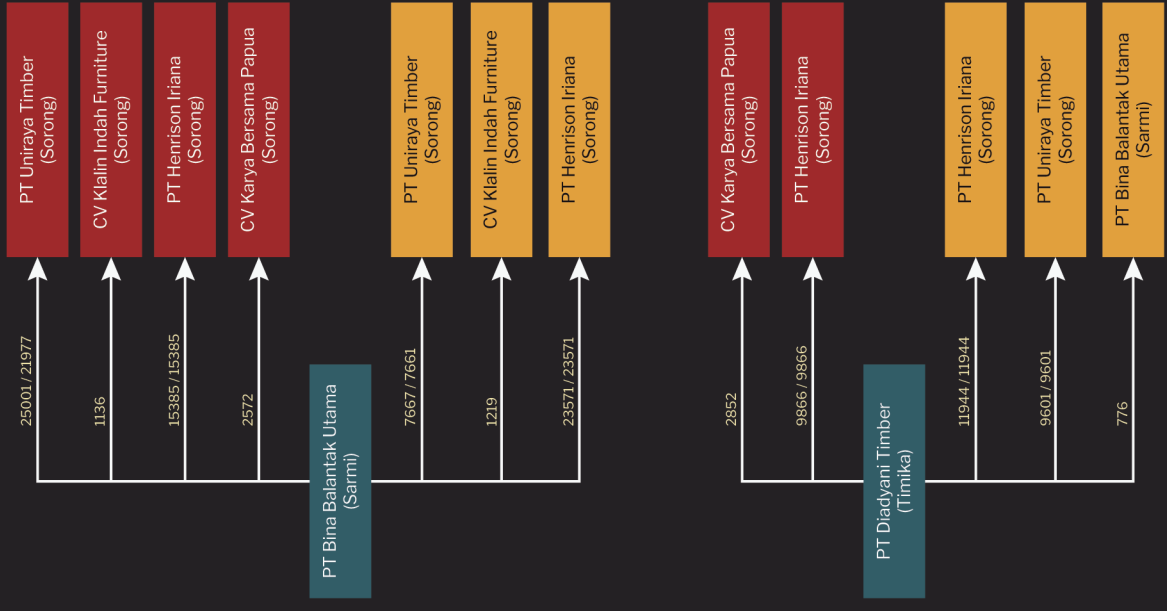 PT Uniraya Timber
(Sorong)
CV Klalin Indah Furniture
(Sorong)
PT Henrison Iriana
(Sorong)
CV Karya Bersama Papua
(Sorong)
PT Uniraya Timber
(Sorong)
CV Klalin Indah Furniture
(Sorong)
PT Henrison Iriana
(Sorong)
CV Karya Bersama Papua
(Sorong)
PT Henrison Iriana
(Sorong)
PT Henrison Iriana
(Sorong)
PT Uniraya Timber
(Sorong)
PT Bina Balantak Utama
(Sarmi)
25001 / 21977
1136
15385 / 15385
2572
7667 / 7661
1219
23571 / 23571
2852
9866 / 9866
11944 / 11944
9601 / 9601
776
PT Bina Balantak Utama
(Sarmi)
PT Diadyani Timber
(Timika)